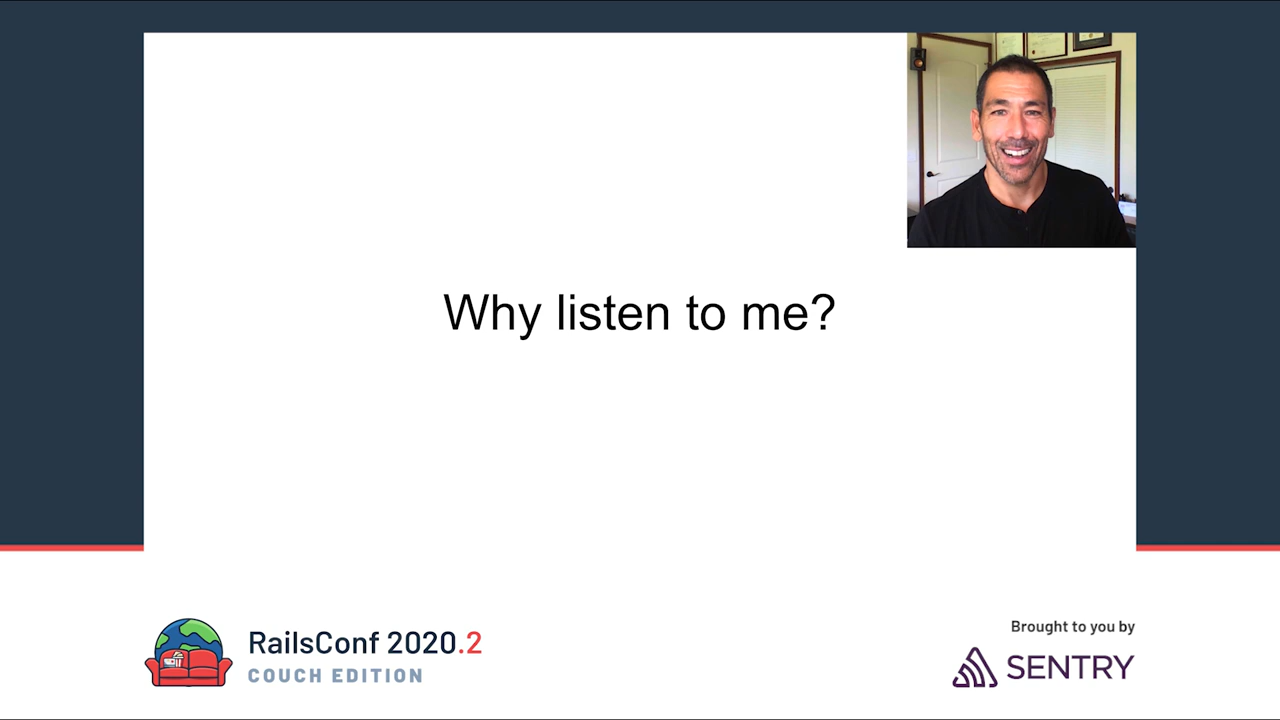 Why listen to me?
RailsConf 2020.2
COUCH EDITION
Brought to you by
SENTRY